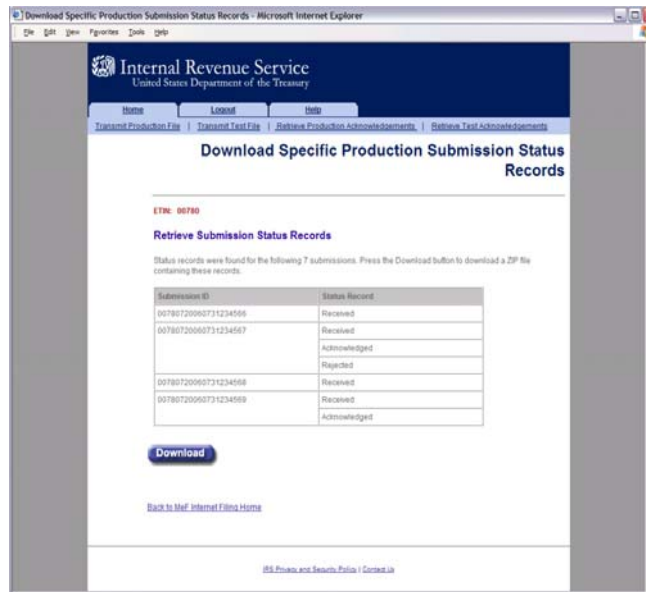 Download Specific Production Submission Status Records - Microsoft Internet Explorer
File Edit View Favorites Tools Help
Internal Revenue Service
United States Department of the Treasury
Home Logout Help
Transmit Production File | Transmit Test File | Retrieve Production Acknowledgements | Retrieve Test Acknowledgements
Download Specific Production Submission Status
Records
ETIN: 00780
Retrieve Submission Status Records
Status records were found for the following 7 submissions. Press the Download button to download a ZIP file
containing these records.
Submission ID Status Record
00780720060731234566 Received
00780720060731234567 Received
Acknowledged
Rejected
00780720060731234568 Received
00780720060731234569 Received
Acknowledged
Download
Back to MeF Internet Filing Home
IRS Privacy and Security Policy | Contact Us